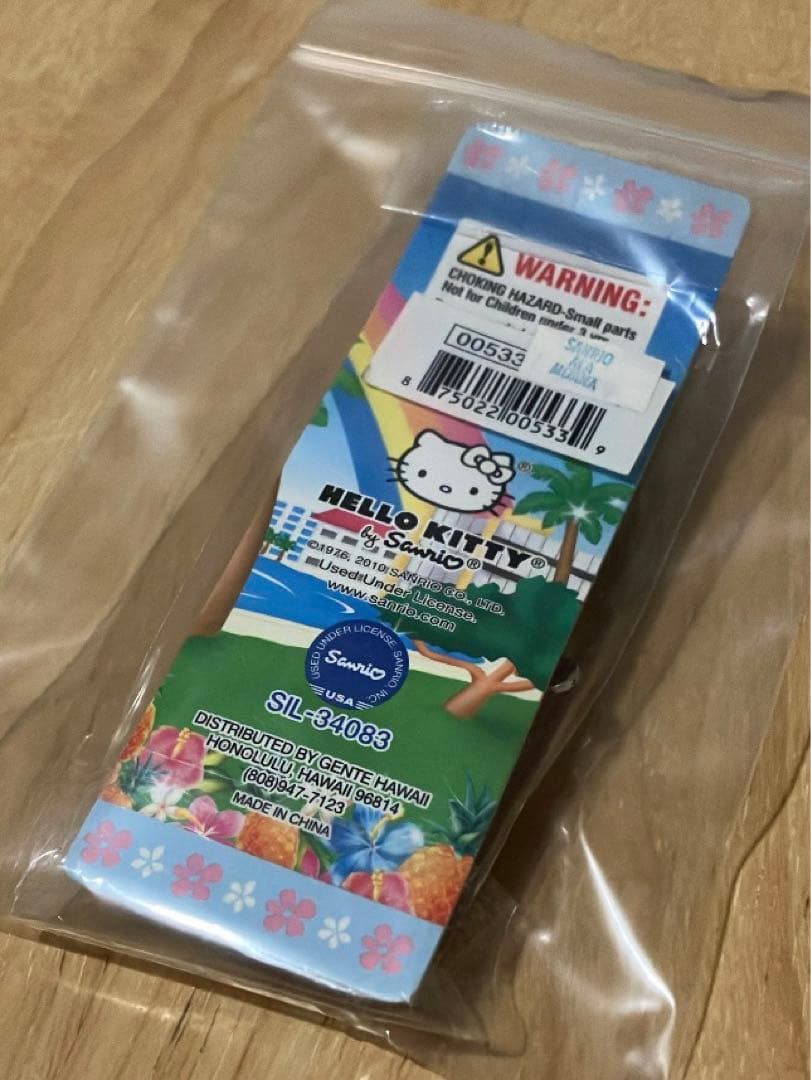 WARNING:
CHOKING HAZARD-Small parts
Not for Children under 3 yrs.
00533
SANRIO
ALA
MOANA
8 75022 00533 9
®
HELLO KITTY®
by Sanrio®
©1976, 2010 SANRIO CO., LTD.
Used Under License.
www.sanrio.com
USED UNDER LICENSE SANRIO INC.
Sanrio
USA
SIL-34083
DISTRIBUTED BY GENTE HAWAII
HONOLULU, HAWAII 96814
(808)947-7123
MADE IN CHINA